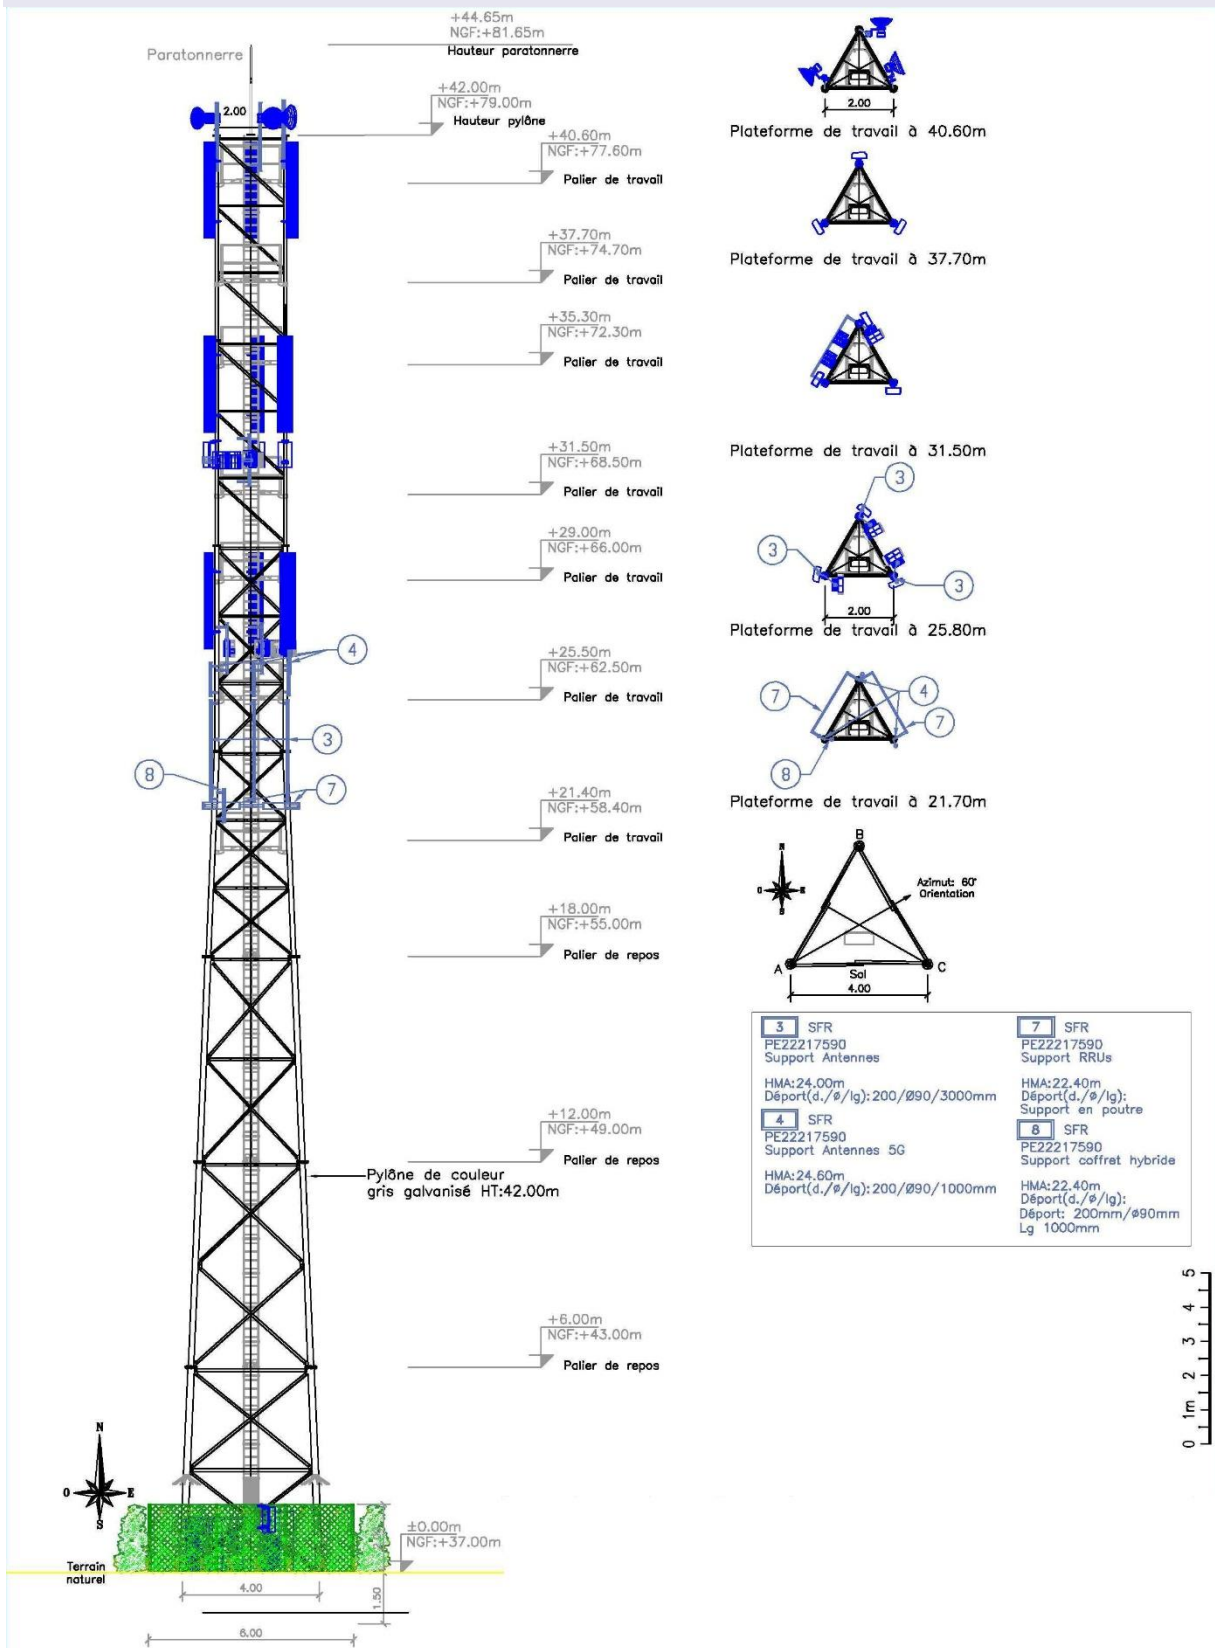 +44.65m
NGF:+81.65m
Hauteur paratonnerre
Paratonnerre
+42.00m
NGF:+79.00m
Hauteur pylône
2.00
+40.60m
NGF:+77.60m
Palier de travail
+37.70m
NGF:+74.70m
Palier de travail
+35.30m
NGF:+72.30m
Palier de travail
+31.50m
NGF:+68.50m
Palier de travail
+29.00m
NGF:+66.00m
Palier de travail
+25.50m
NGF:+62.50m
Palier de travail
4
3
8
7
+21.40m
NGF:+58.40m
Palier de travail
+18.00m
NGF:+55.00m
Palier de repos
+12.00m
NGF:+49.00m
Palier de repos
Pylône de couleur
gris galvanisé HT:42.00m
+6.00m
NGF:+43.00m
Palier de repos
N
O
E
S
±0.00m
NGF:+37.00m
Terrain
naturel
4.00
1.50
6.00
2.00
Plateforme de travail à 40.60m
Plateforme de travail à 37.70m
Plateforme de travail à 31.50m
3
3
3
2.00
Plateforme de travail à 25.80m
7
4
7
8
Plateforme de travail à 21.70m
N
O
E
S
B
Azimut: 60°
Orientation
A
C
Sol
4.00
3 SFR
PE22217590
Support Antennes
HMA:24.00m
Déport(d./ø/lg):200/Ø90/3000mm
4 SFR
PE22217590
Support Antennes 5G
HMA:24.60m
Déport(d./ø/lg):200/Ø90/1000mm
7 SFR
PE22217590
Support RRUs
HMA:22.40m
Déport(d./ø/lg):
Support en poutre
8 SFR
PE22217590
Support coffret hybride
HMA:22.40m
Déport(d./ø/lg):
Déport: 200mm/ø90mm
Lg 1000mm
0 1m 2 3 4 5